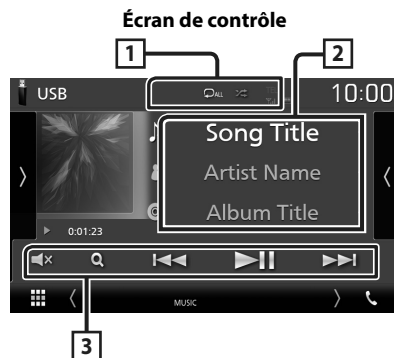 Écran de contrôle
1
2
USB
ALL
10:00
Song Title
Artist Name
Album Title
0:01:23
MUSIC
3